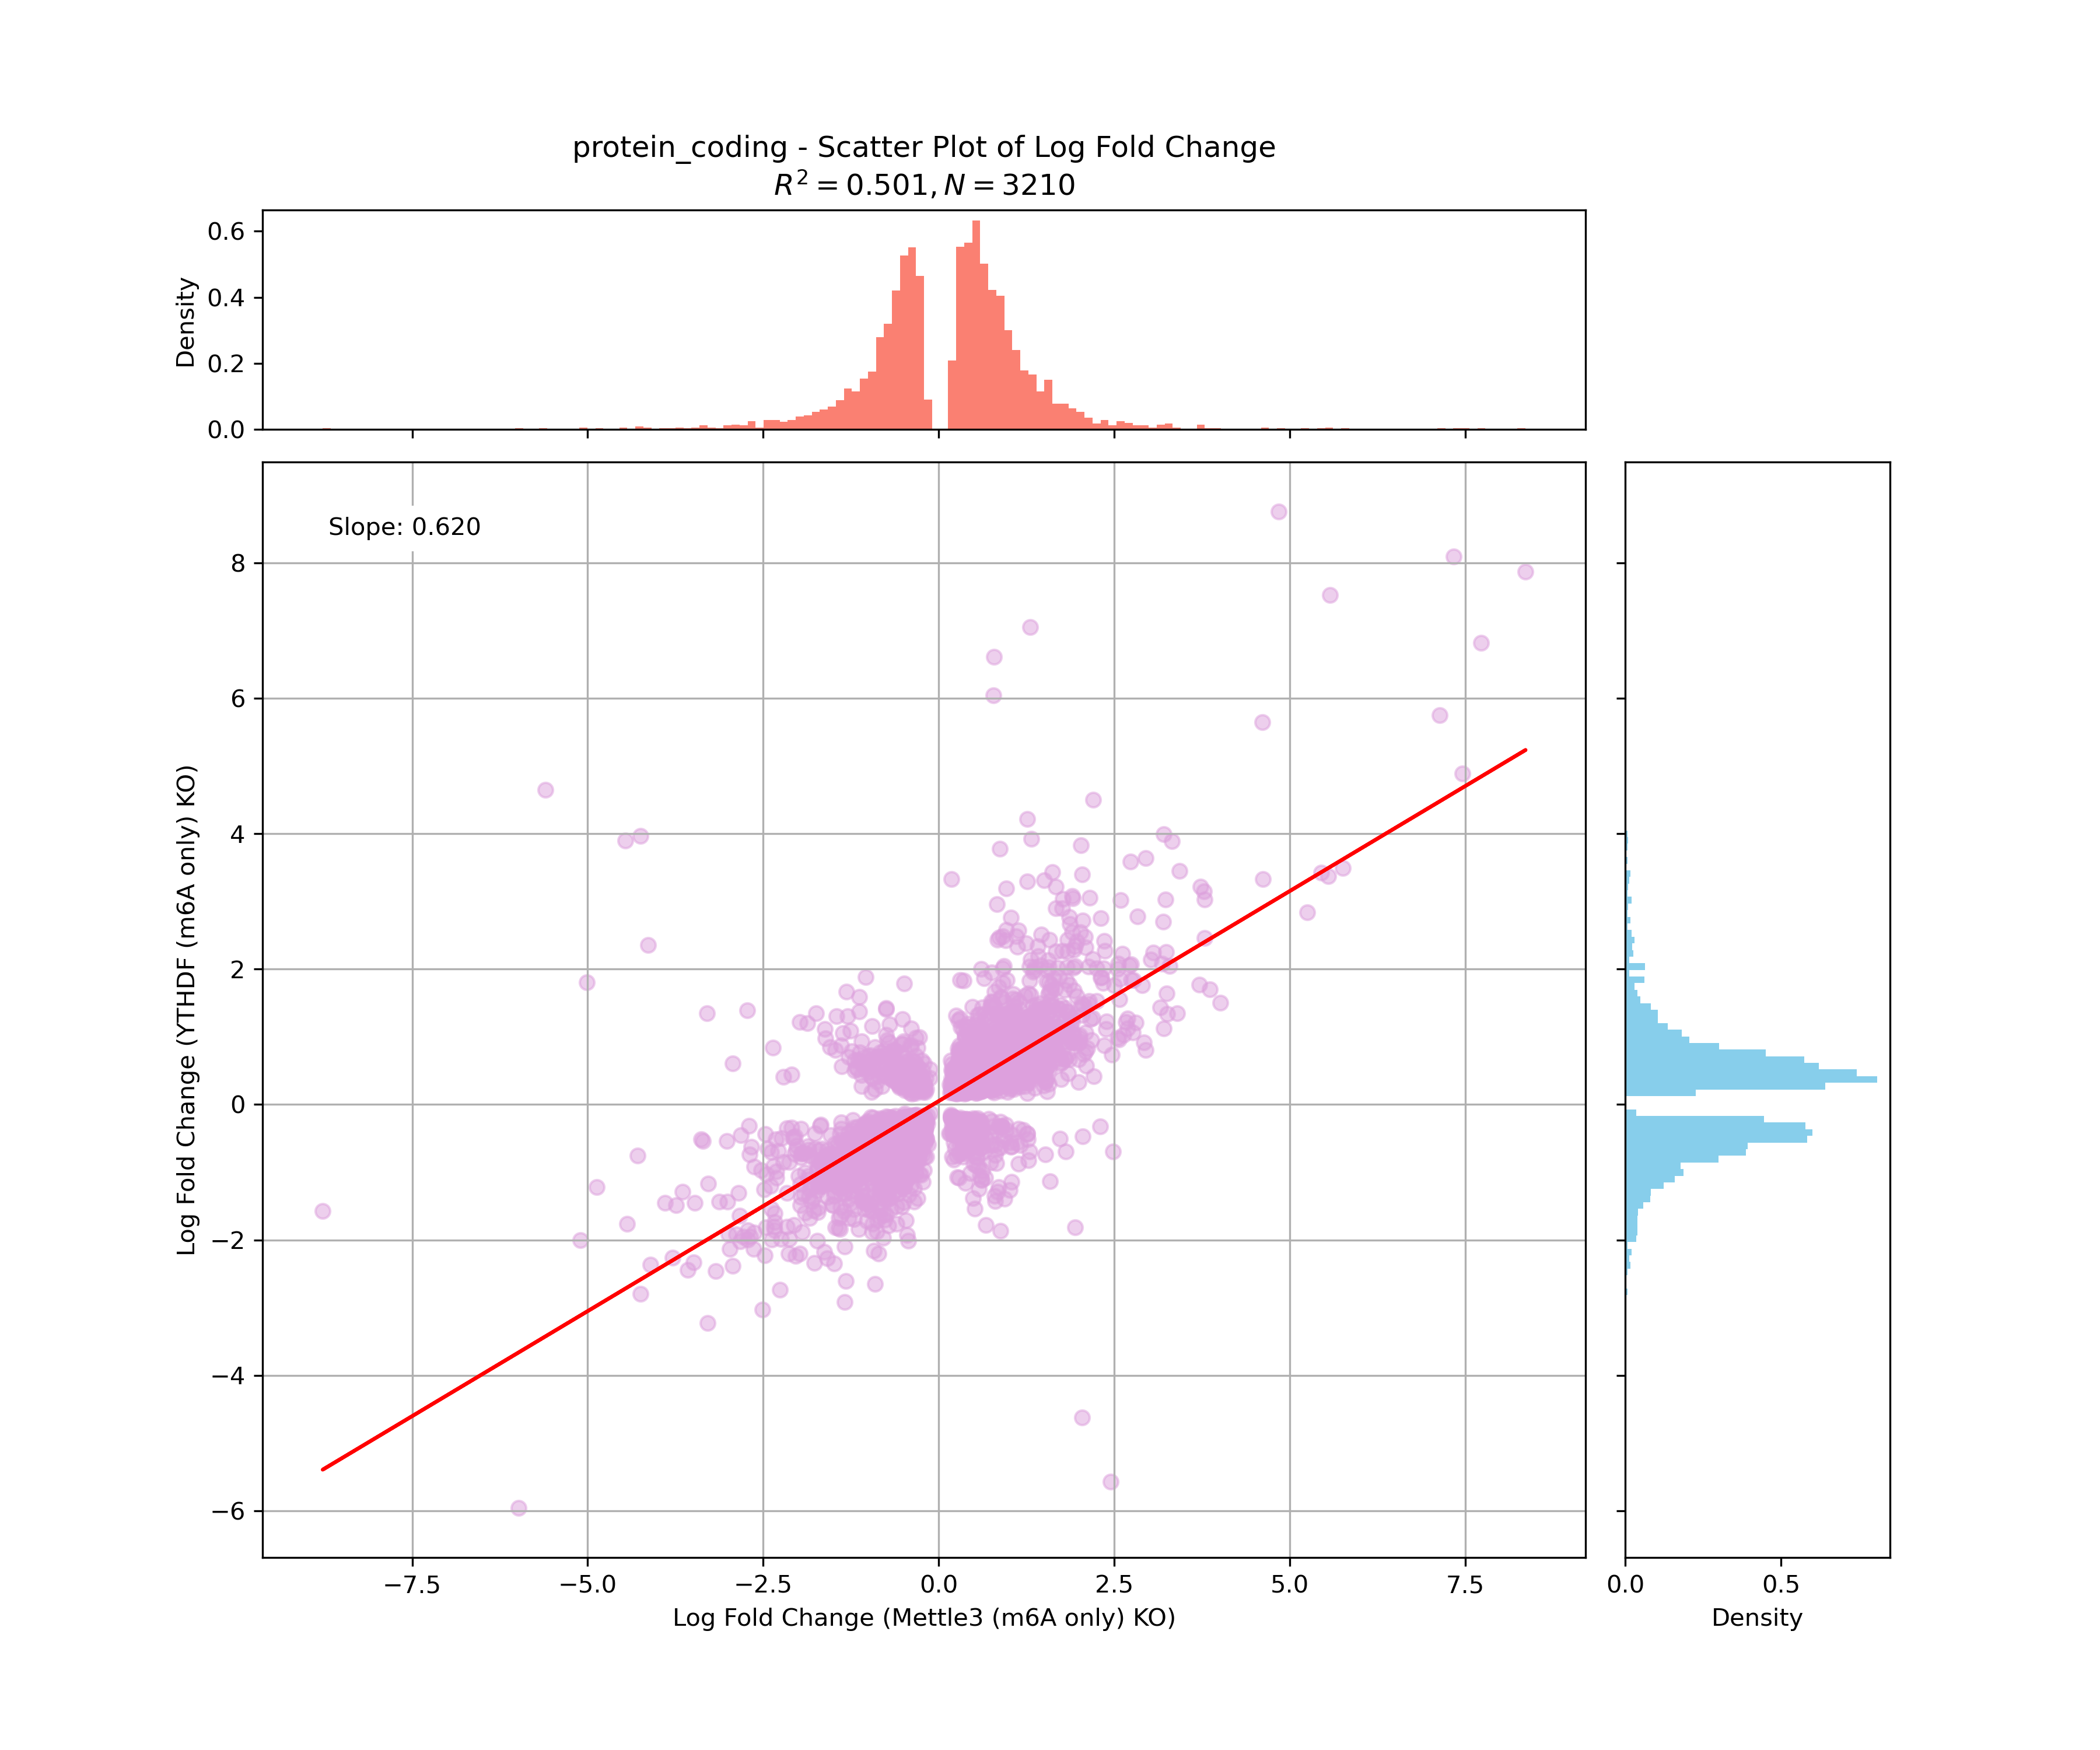 protein_coding - Scatter Plot of Log Fold Change
R² = 0.501, N = 3210
Density
0.6
0.4
0.2
0.0
Slope: 0.620
Log Fold Change (YTHDF (m6A only) KO)
8
6
4
2
0
−2
−4
−6
−7.5 −5.0 −2.5 0.0 2.5 5.0 7.5
Log Fold Change (Mettle3 (m6A only) KO)
0.0 0.5
Density